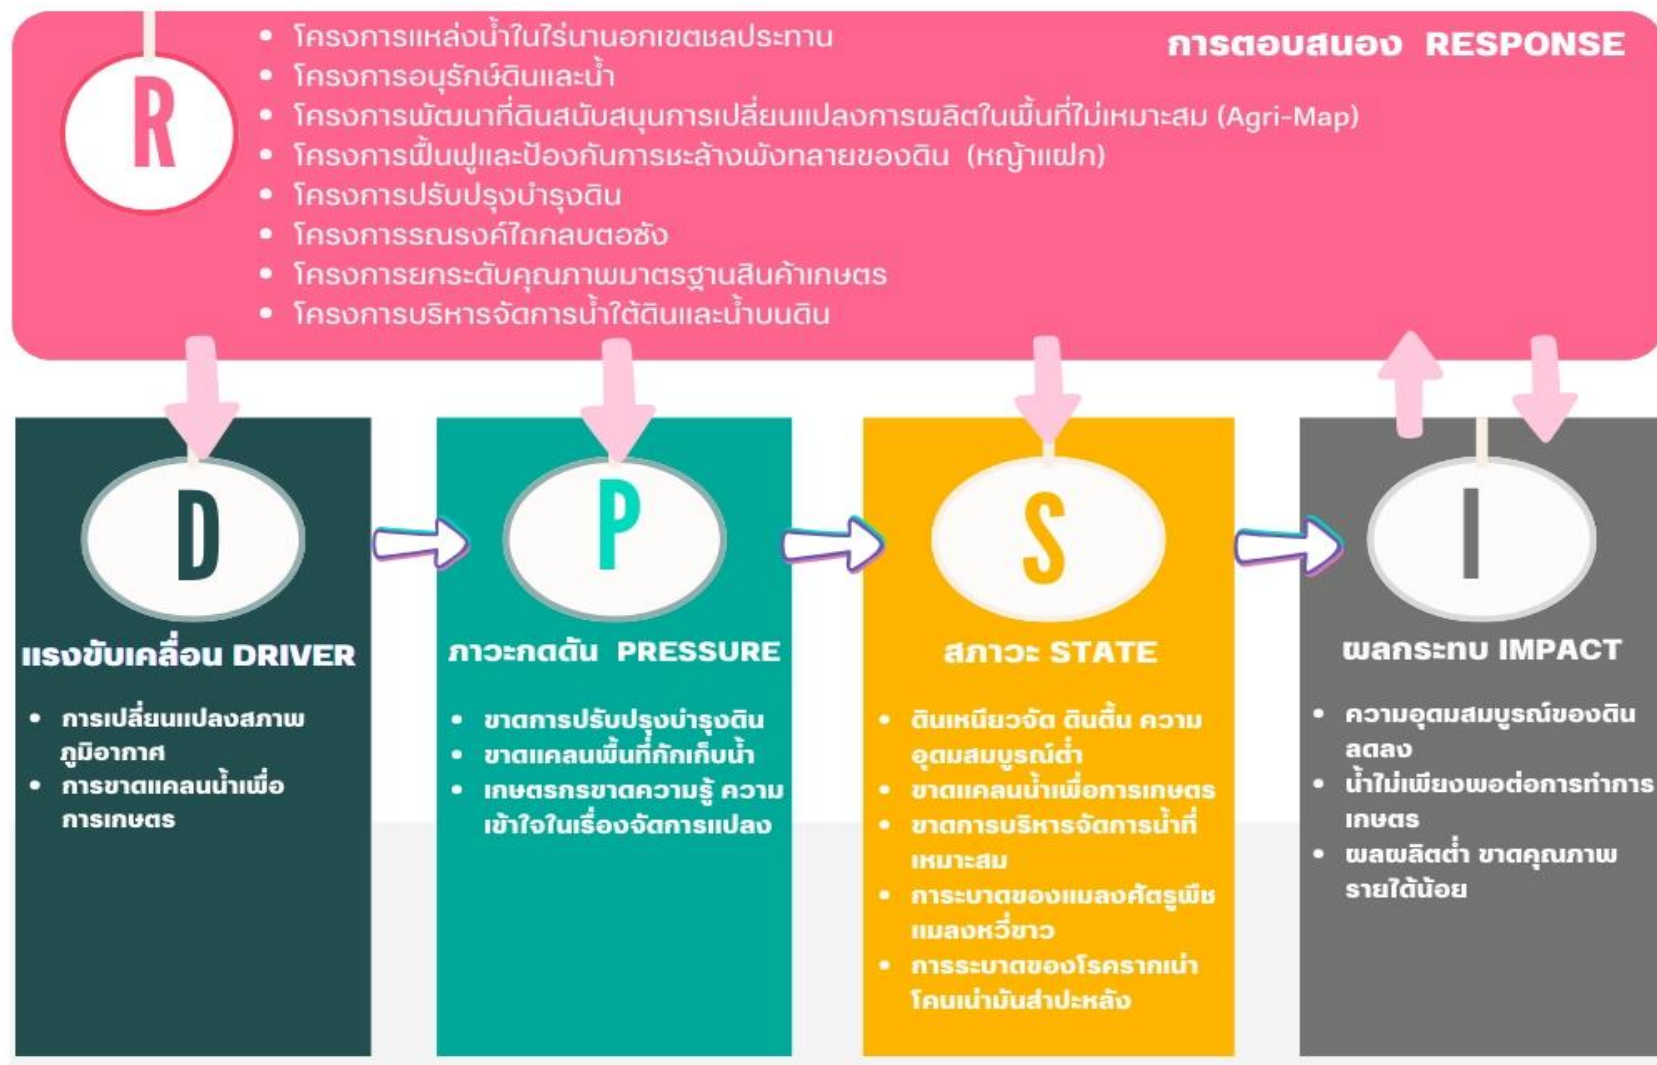 การตอบสนอง RESPONSE
R
• โครงการแหล่งน้ำในไร่นานอกเขตชลประทาน
• โครงการอนุรักษ์ดินและน้ำ
• โครงการพัฒนาที่ดินสนับสนุนการเปลี่ยนแปลงการผลิตในพื้นที่ไม่เหมาะสม (Agri-Map)
• โครงการฟื้นฟูและป้องกันการชะล้างพังทลายของดิน (หญ้าแฝก)
• โครงการปรับปรุงบำรุงดิน
• โครงการรณรงค์ไถกลบตอซัง
• โครงการยกระดับคุณภาพมาตรฐานสินค้าเกษตร
• โครงการบริหารจัดการน้ำใต้ดินและน้ำบนดิน
D
แรงขับเคลื่อน DRIVER
• การเปลี่ยนแปลงสภาพ
ภูมิอากาศ
• การขาดแคลนน้ำเพื่อ
การเกษตร
P
ภาวะกดดัน PRESSURE
• ขาดการปรับปรุงบำรุงดิน
• ขาดแคลนพื้นที่กักเก็บน้ำ
• เกษตรกรขาดความรู้ ความ
เข้าใจในเรื่องจัดการแปลง
S
สภาวะ STATE
• ดินเหนียวจัด ดินตื้น ความ
อุดมสมบูรณ์ต่ำ
• ขาดแคลนน้ำเพื่อการเกษตร
• ขาดการบริหารจัดการน้ำที่
เหมาะสม
• การะบาดของแมลงศัตรูพืช
แมลงหวี่ขาว
• การระบาดของโรครากเน่า
โคนเน่ามันสำปะหลัง
I
ผลกระทบ IMPACT
• ความอุดมสมบูรณ์ของดิน
ลดลง
• น้ำไม่เพียงพอต่อการทำการ
เกษตร
• ผลผลิตต่ำ ขาดคุณภาพ
รายได้น้อย